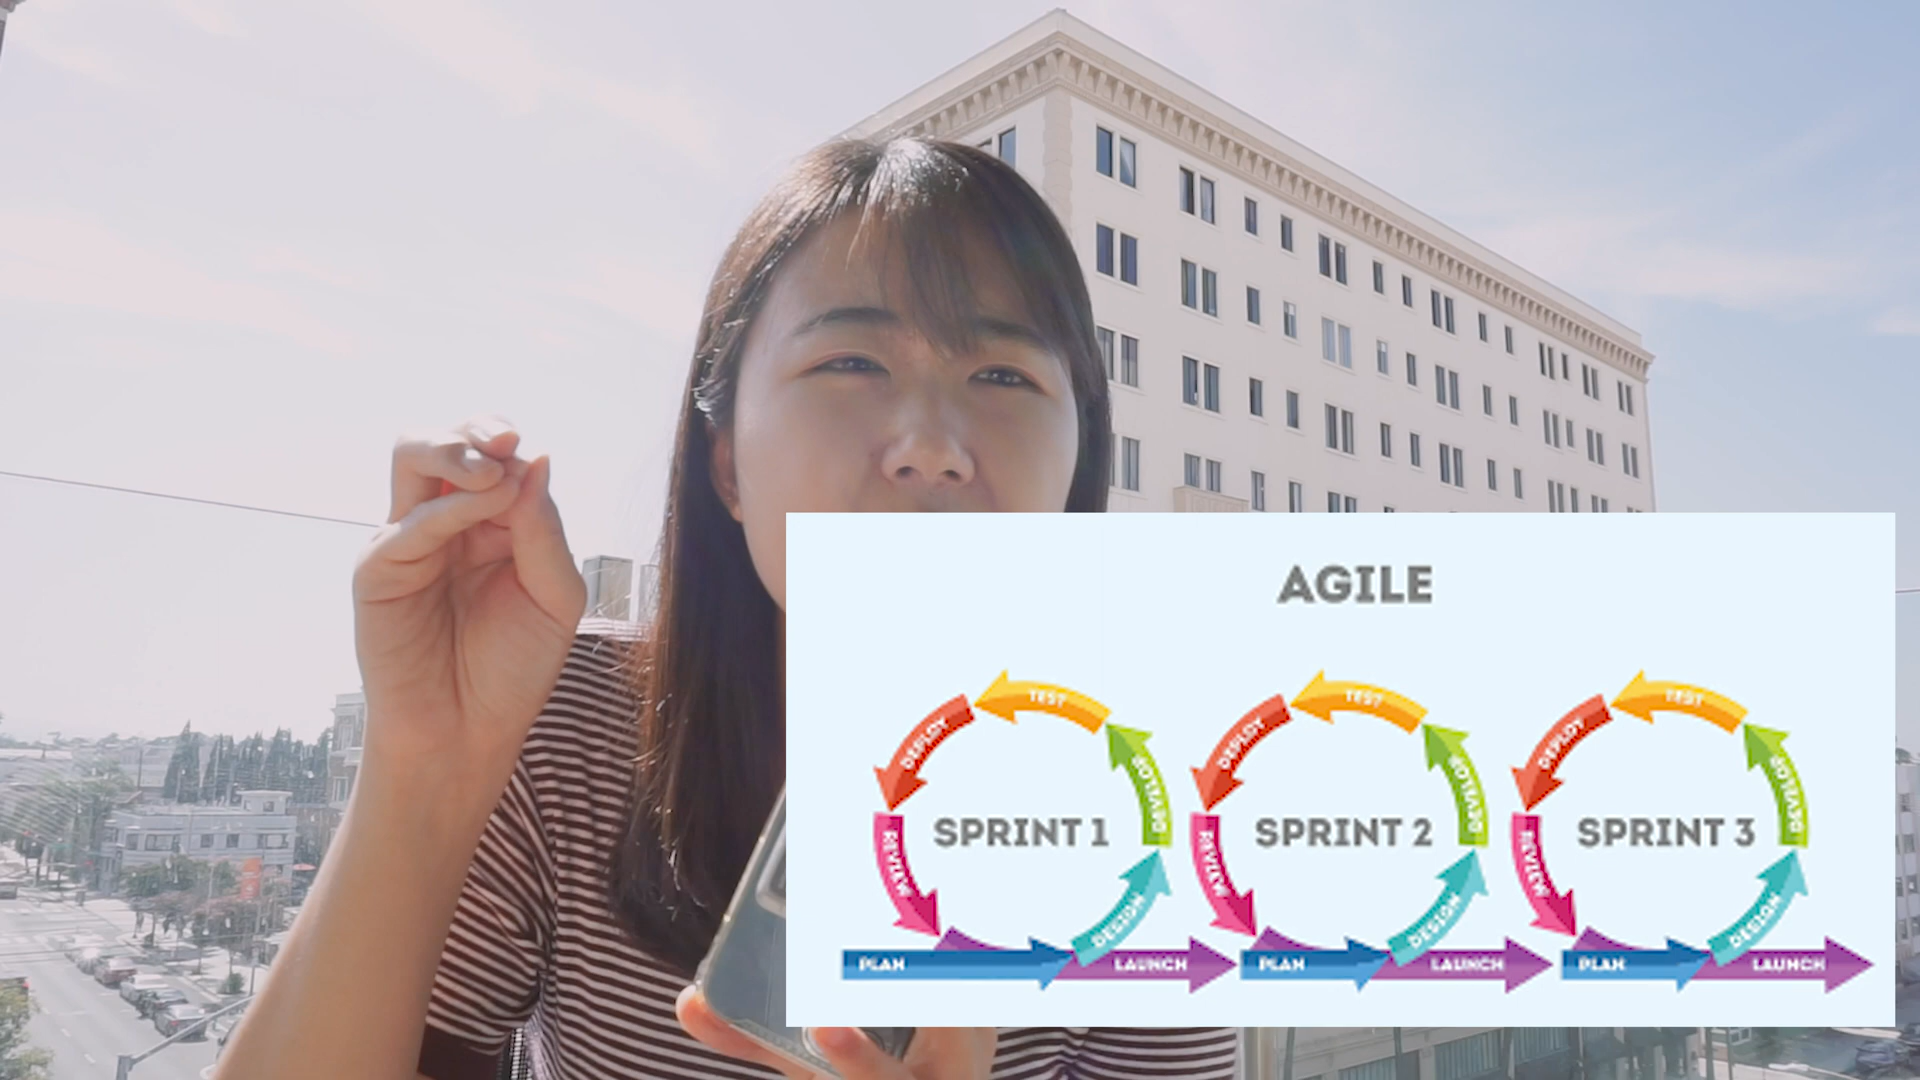 AGILE
TEST
TEST
TEST
DEPLOY
DEPLOY
DEPLOY
DEVELOP
DEVELOP
DEVELOP
SPRINT 1
SPRINT 2
SPRINT 3
REVIEW
REVIEW
REVIEW
DESIGN
DESIGN
DESIGN
PLAN
LAUNCH
PLAN
LAUNCH
PLAN
LAUNCH